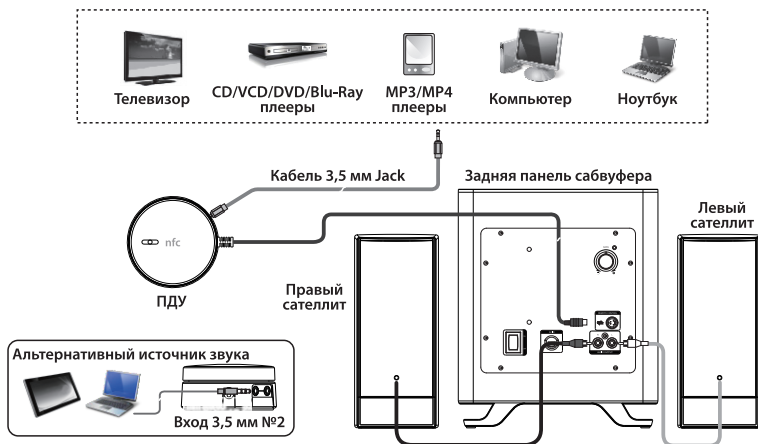 Телевизор
CD/VCD/DVD/Blu-Ray
плееры
MP3/MP4
плееры
Компьютер
Ноутбук
Кабель 3,5 мм Jack
Задняя панель сабвуфера
Левый
сателлит
nfc
ПДУ
Правый
сателлит
Альтернативный источник звука
Вход 3,5 мм №2